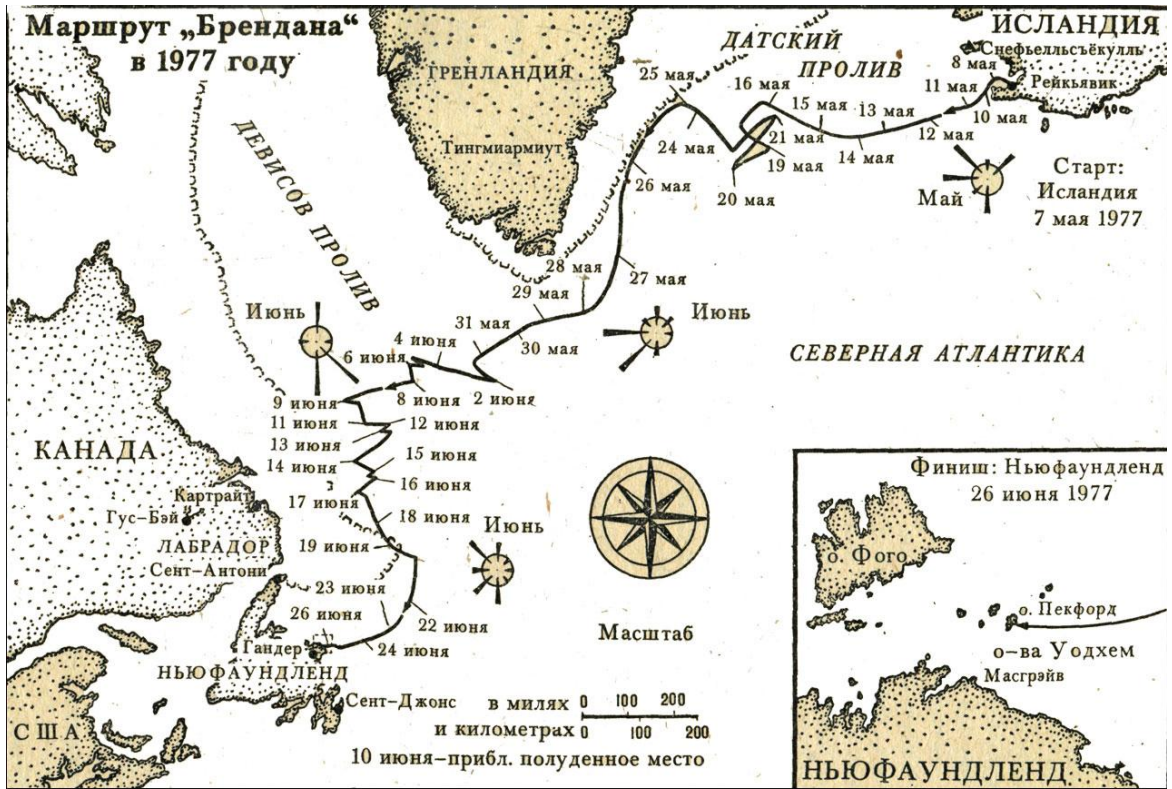 Маршрут „Брендана“
в 1977 году
ГРЕНЛАНДИЯ
Тингмиармиут
ДАТСКИЙ
ПРОЛИВ
ИСЛАНДИЯ
Снефьелльсъёкулль
8 мая
Рейкьявик
11 мая
10 мая
12 мая
13 мая
14 мая
15 мая
16 мая
21 мая
19 мая
20 мая
24 мая
25 мая
26 мая
27 мая
28 мая
29 мая
30 мая
31 мая
Май
Старт:
Исландия
7 мая 1977
ДЕВИСОВ ПРОЛИВ
Июнь
Июнь
Июнь
СЕВЕРНАЯ АТЛАНТИКА
2 июня
4 июня
6 июня
8 июня
9 июня
11 июня
12 июня
13 июня
14 июня
15 июня
16 июня
17 июня
18 июня
19 июня
22 июня
23 июня
24 июня
26 июня
КАНАДА
Картрайт
Гус-Бэй
ЛАБРАДОР
Сент-Антони
Гандер
НЬЮФАУНДЛЕНД
Сент-Джонс
США
Масштаб
в милях 0 100 200
и километрах 0 100 200
10 июня-прибл. полуденное место
Финиш: Ньюфаундленд
26 июня 1977
о. Фого
о. Пекфорд
о-ва Уодхем
Масгрэйв
НЬЮФАУНДЛЕНД